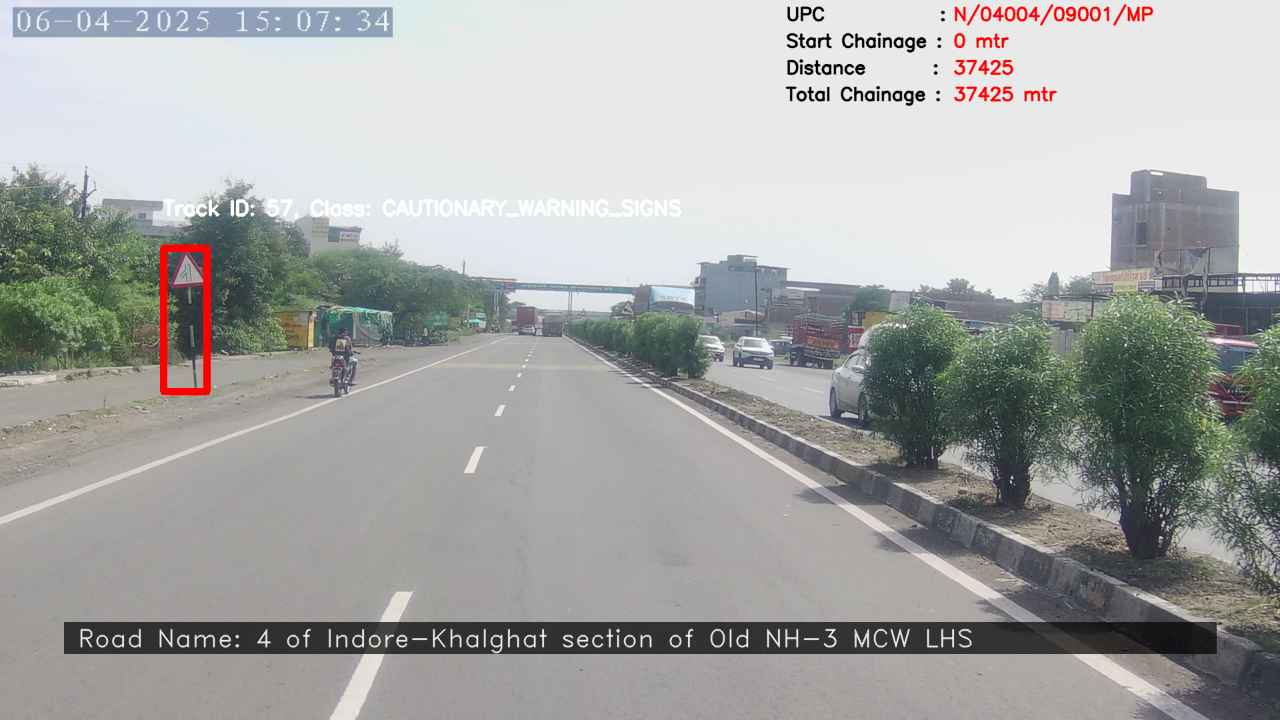 06-04-2025 15:07:34
UPC : N/04004/09001/MP
Start Chainage : 0 mtr
Distance : 37425
Total Chainage : 37425 mtr
Track ID: 57, Class: CAUTIONARY_WARNING_SIGNS
Road Name: 4 of Indore-Khalghat section of Old NH-3 MCW LHS